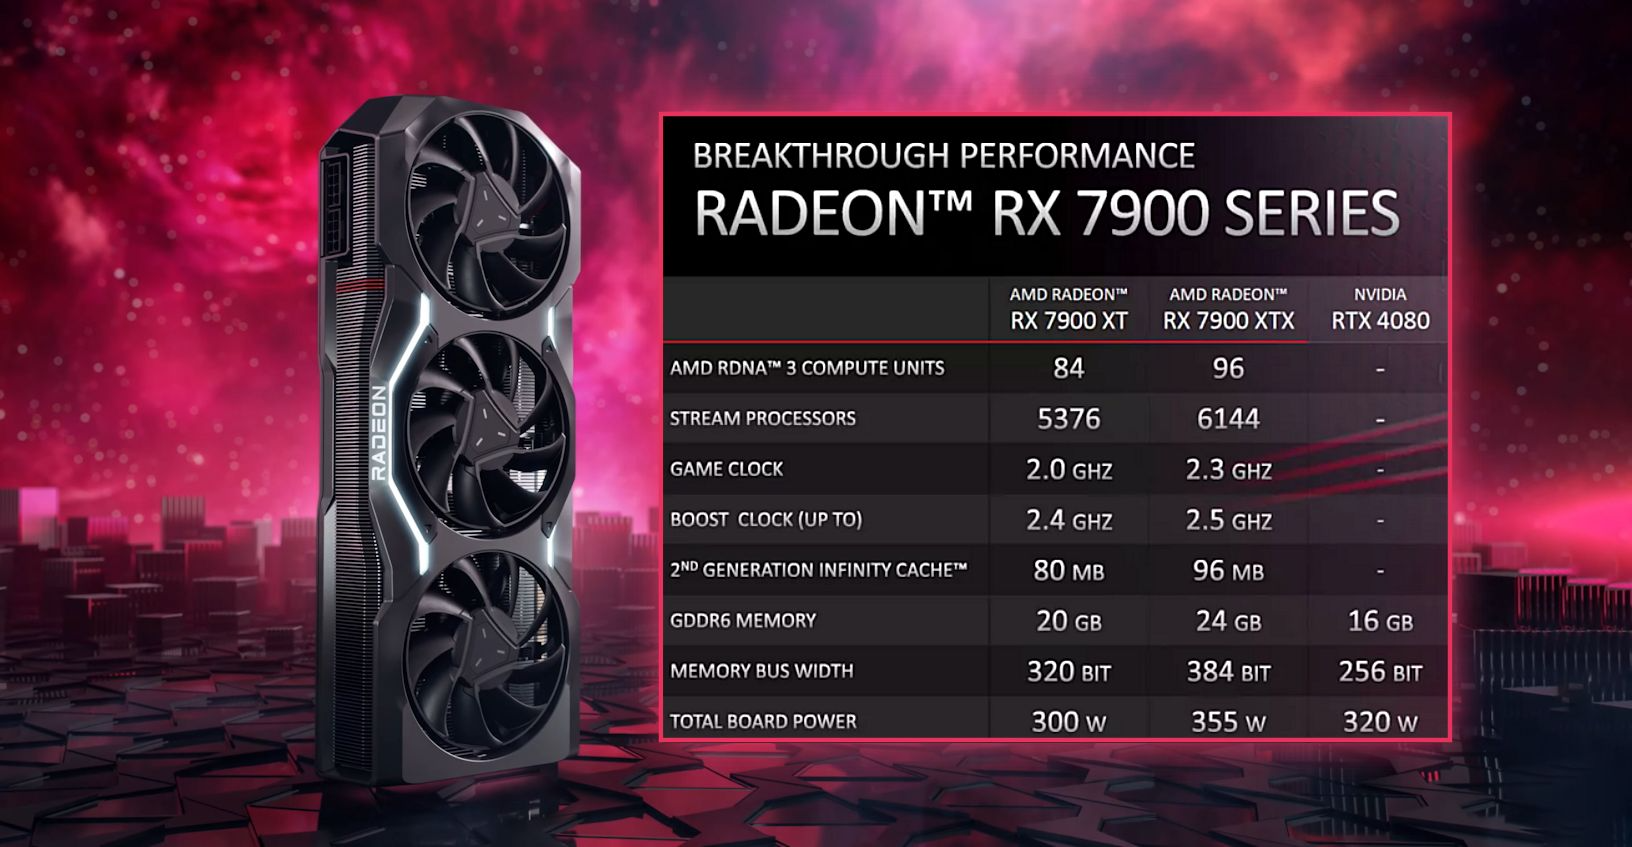 BREAKTHROUGH PERFORMANCE
RADEON™ RX 7900 SERIES
AMD RADEON™ AMD RADEON™ NVIDIA
RX 7900 XT RX 7900 XTX RTX 4080
AMD RDNA™ 3 COMPUTE UNITS 84 96 -
STREAM PROCESSORS 5376 6144 -
GAME CLOCK 2.0 GHZ 2.3 GHZ -
BOOST CLOCK (UP TO) 2.4 GHZ 2.5 GHZ -
2ND GENERATION INFINITY CACHE™ 80 MB 96 MB -
GDDR6 MEMORY 20 GB 24 GB 16 GB
MEMORY BUS WIDTH 320 BIT 384 BIT 256 BIT
TOTAL BOARD POWER 300 W 355 W 320 W
RADEON